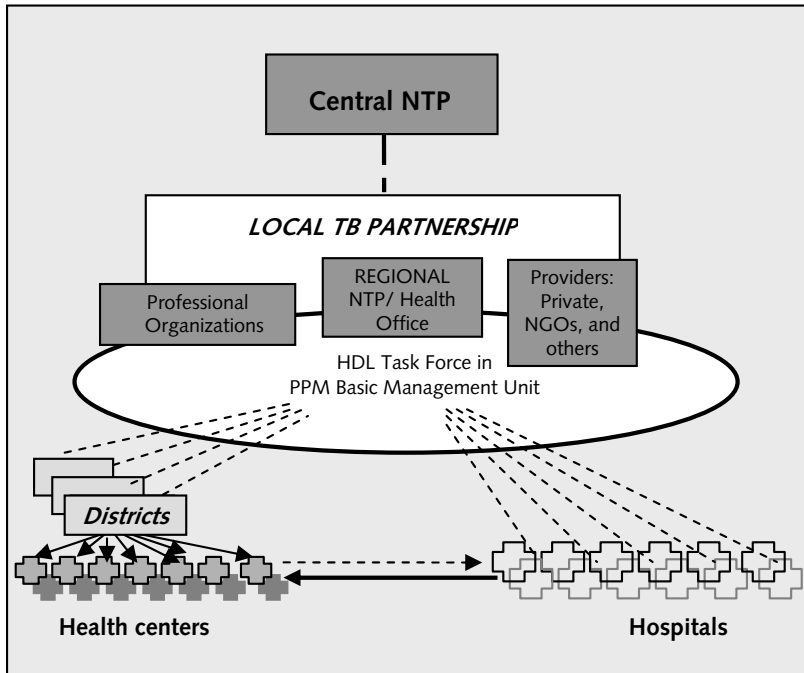 Central NTP
LOCAL TB PARTNERSHIP
Professional
Organizations
REGIONAL
NTP/ Health
Office
Providers:
Private,
NGOs, and
others
HDL Task Force in
PPM Basic Management Unit
Districts
Health centers
Hospitals